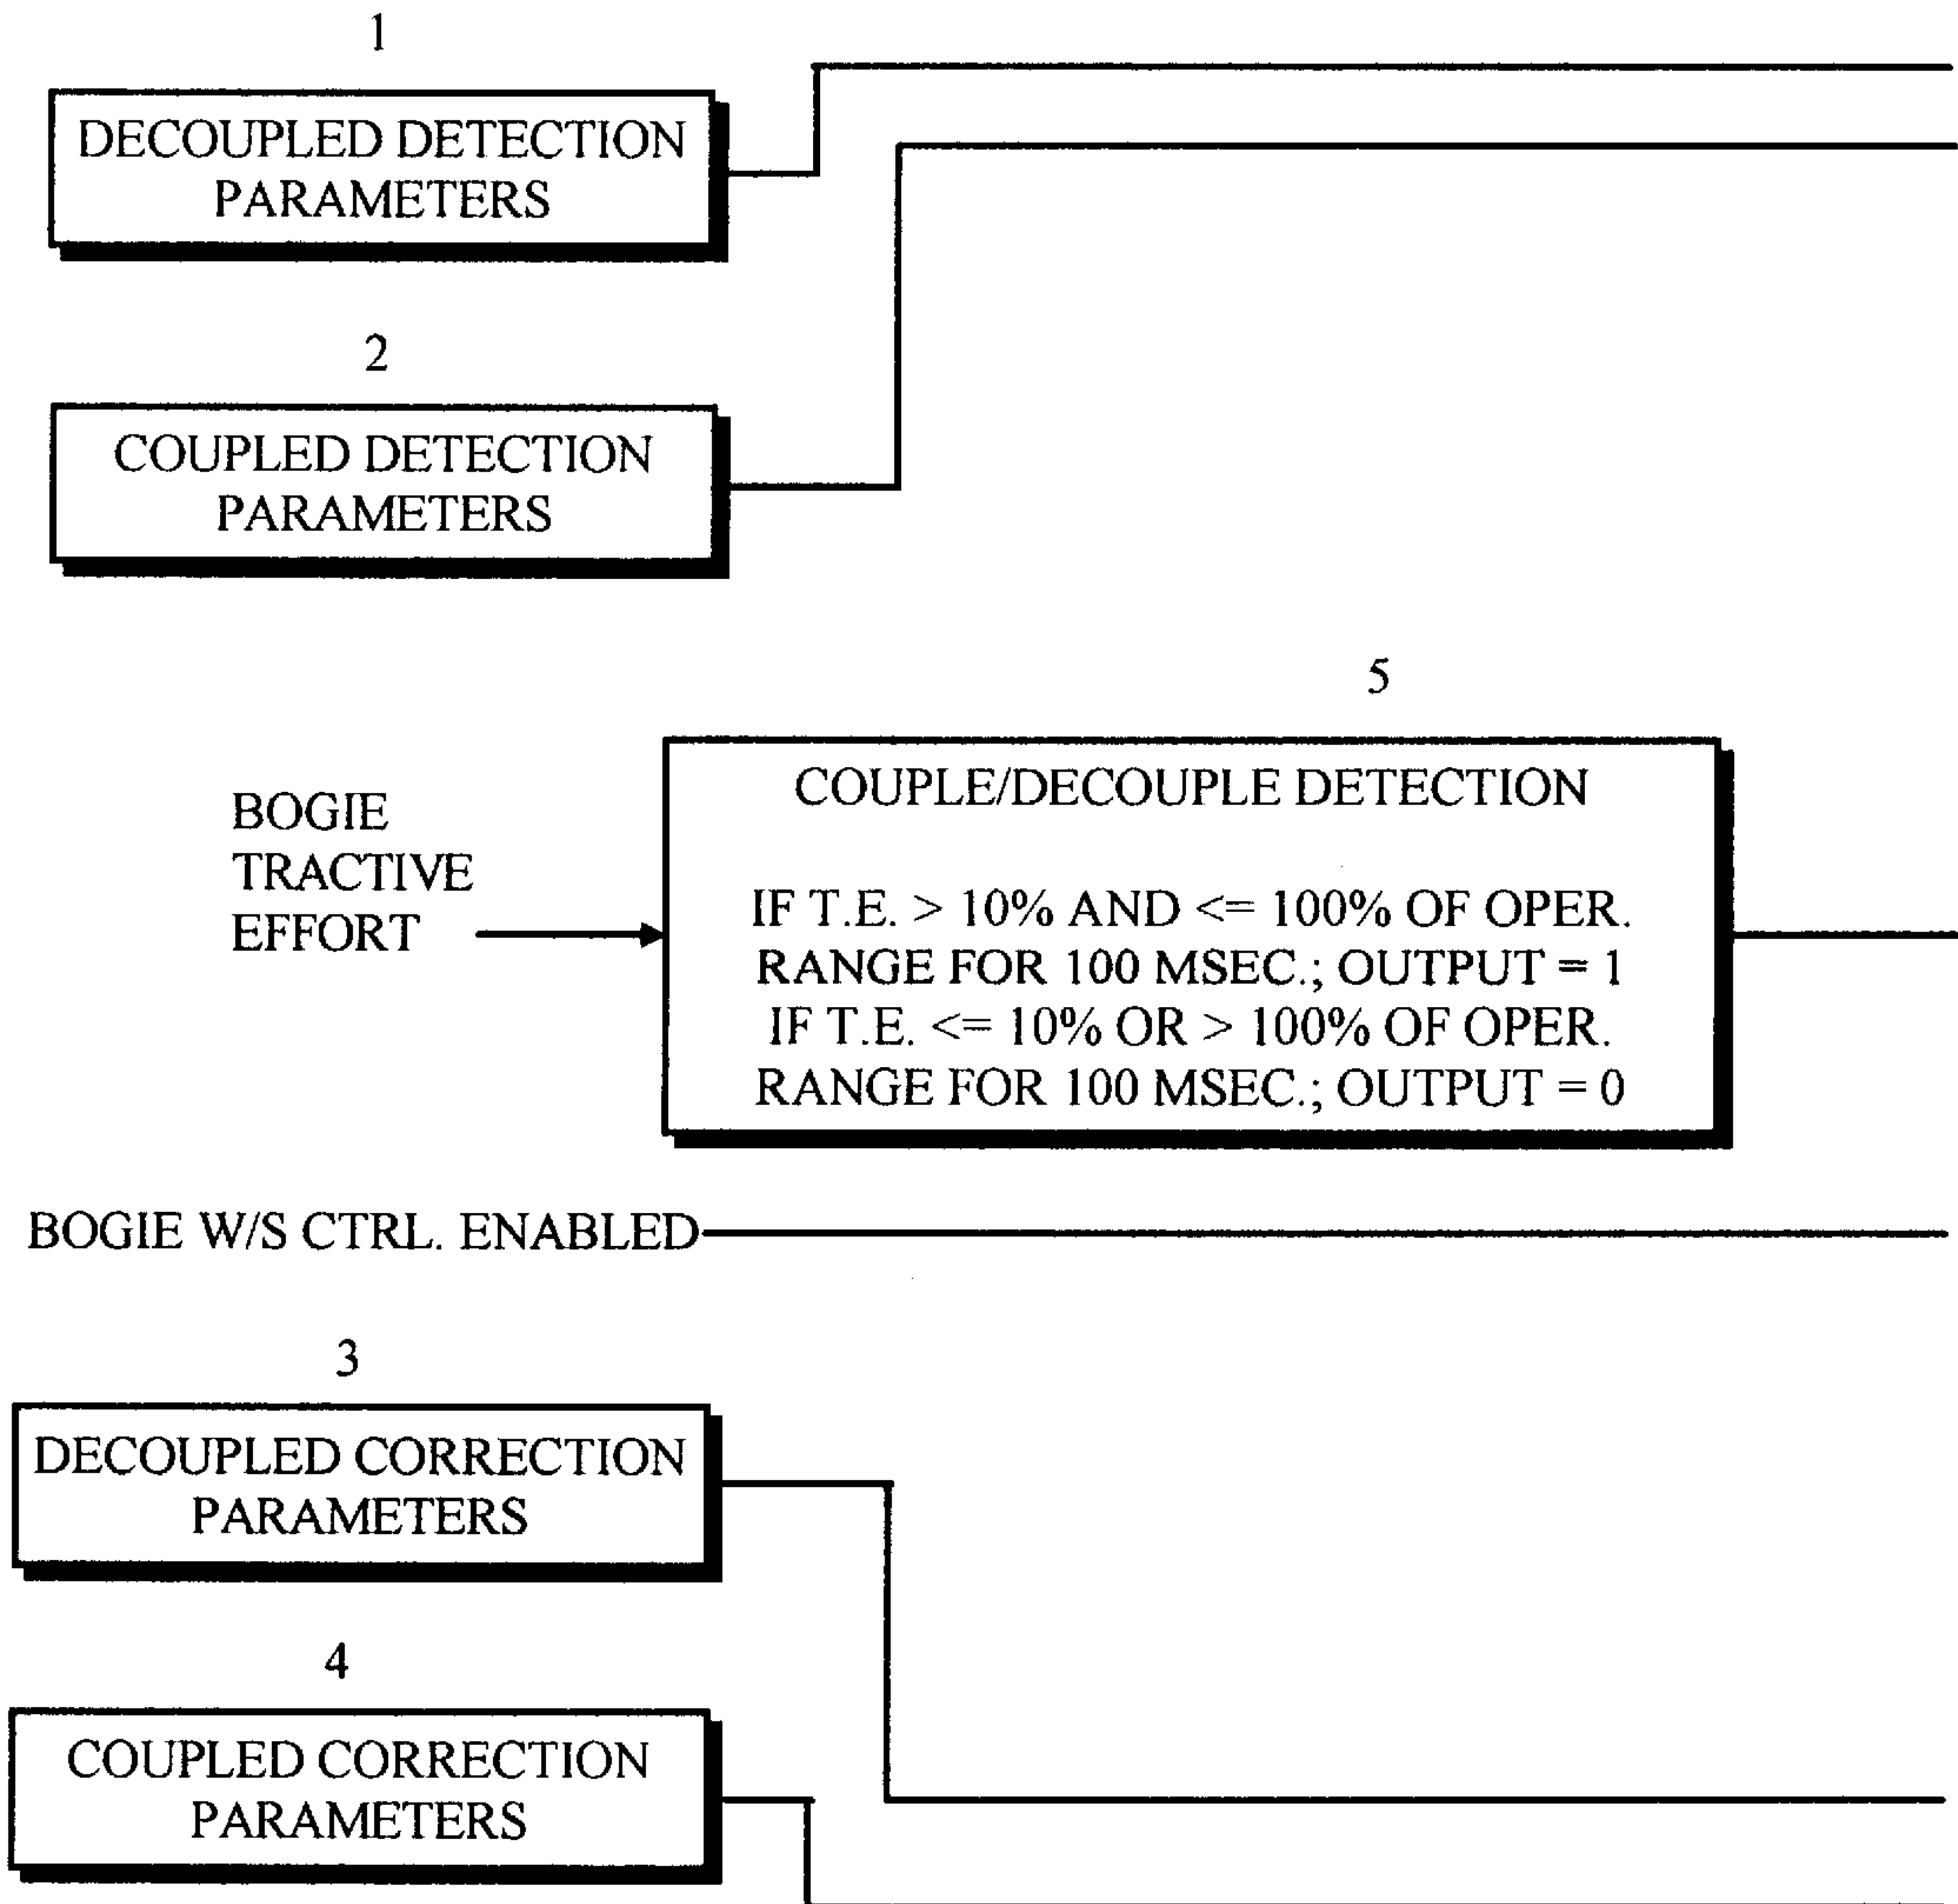 1
DECOUPLED DETECTION
PARAMETERS
2
COUPLED DETECTION
PARAMETERS
5
COUPLE/DECOUPLE DETECTION
BOGIE
TRACTIVE
EFFORT
IF T.E. > 10% AND <= 100% OF OPER.
RANGE FOR 100 MSEC.; OUTPUT = 1
IF T.E. <= 10% OR > 100% OF OPER.
RANGE FOR 100 MSEC.; OUTPUT = 0
BOGIE W/S CTRL. ENABLED
3
DECOUPLED CORRECTION
PARAMETERS
4
COUPLED CORRECTION
PARAMETERS